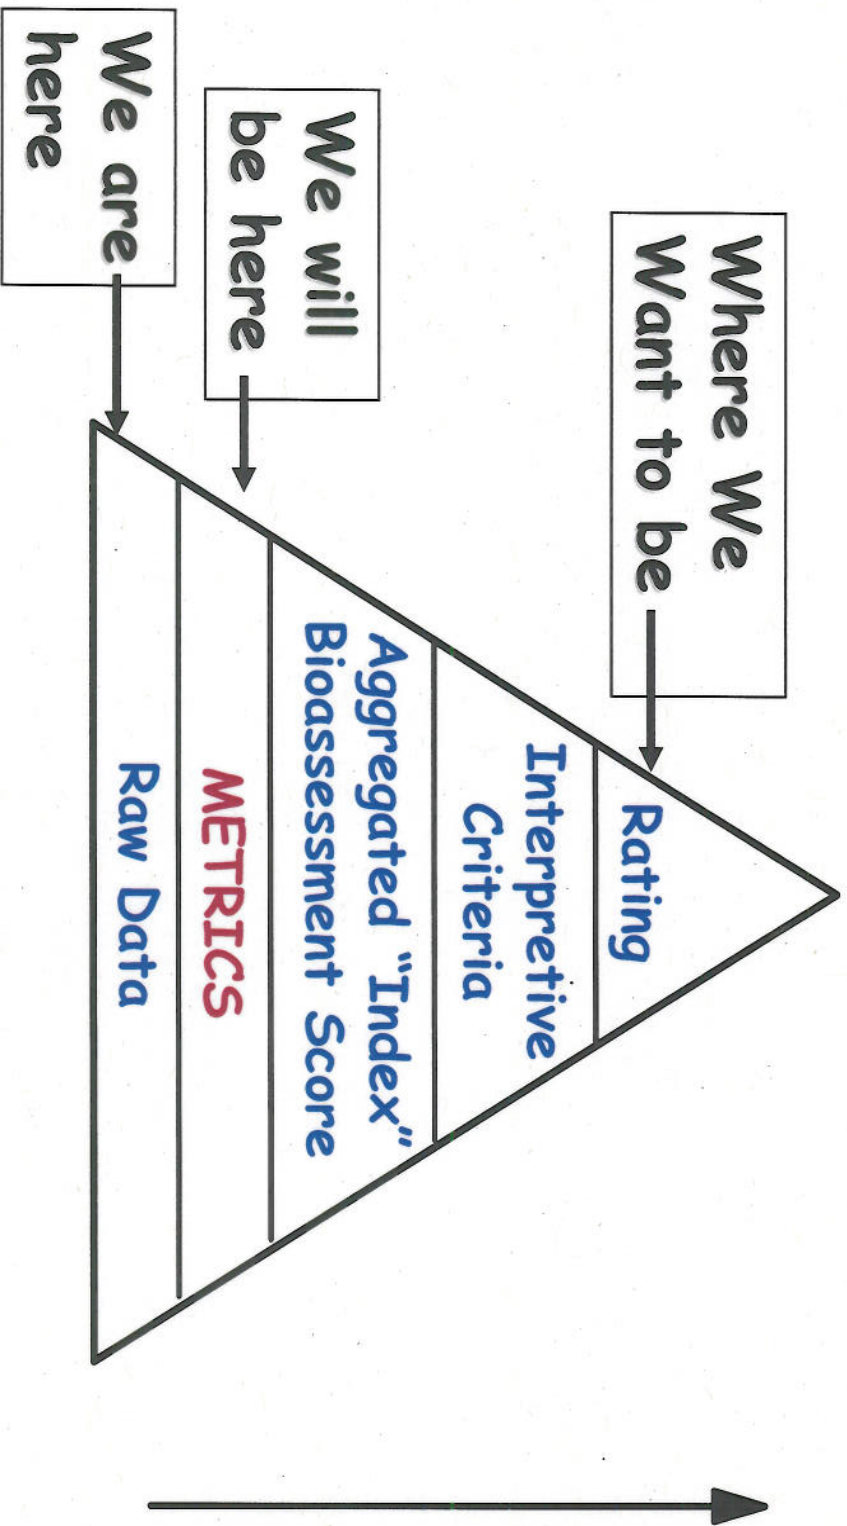 Where We
Want to be
We will
be here
We are
here
Rating
Interpretive
Criteria
Aggregated “Index”
Bioassessment Score
METRICS
Raw Data